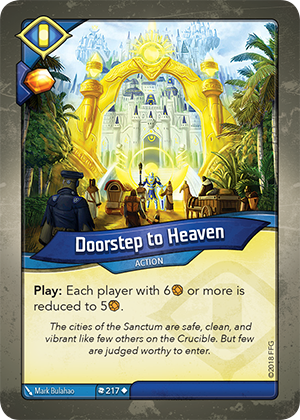 Doorstep to Heaven
ACTION
Play: Each player with 6 or more is
reduced to 5.
The cities of the Sanctum are safe, clean, and
vibrant like few others on the Crucible. But few
are judged worthy to enter.
©2018 FFG
Mark Bulahao
217